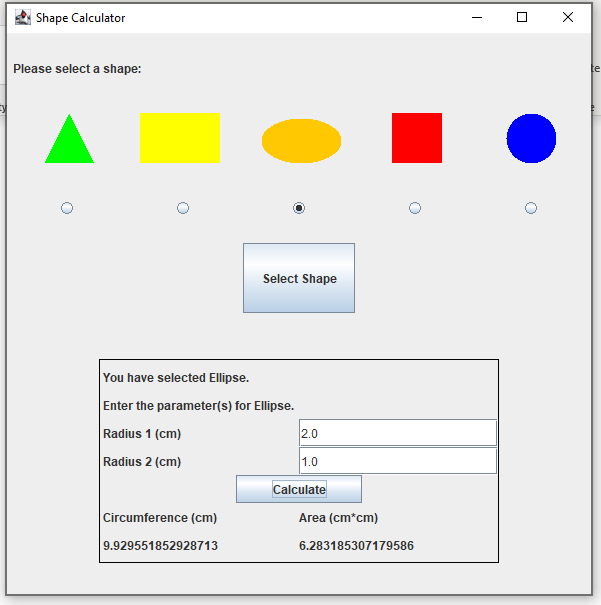 Shape Calculator
Please select a shape:
Select Shape
You have selected Ellipse.
Enter the parameter(s) for Ellipse.
Radius 1 (cm) 2.0
Radius 2 (cm) 1.0
Calculate
Circumference (cm) Area (cm*cm)
9.929551852928713 6.283185307179586